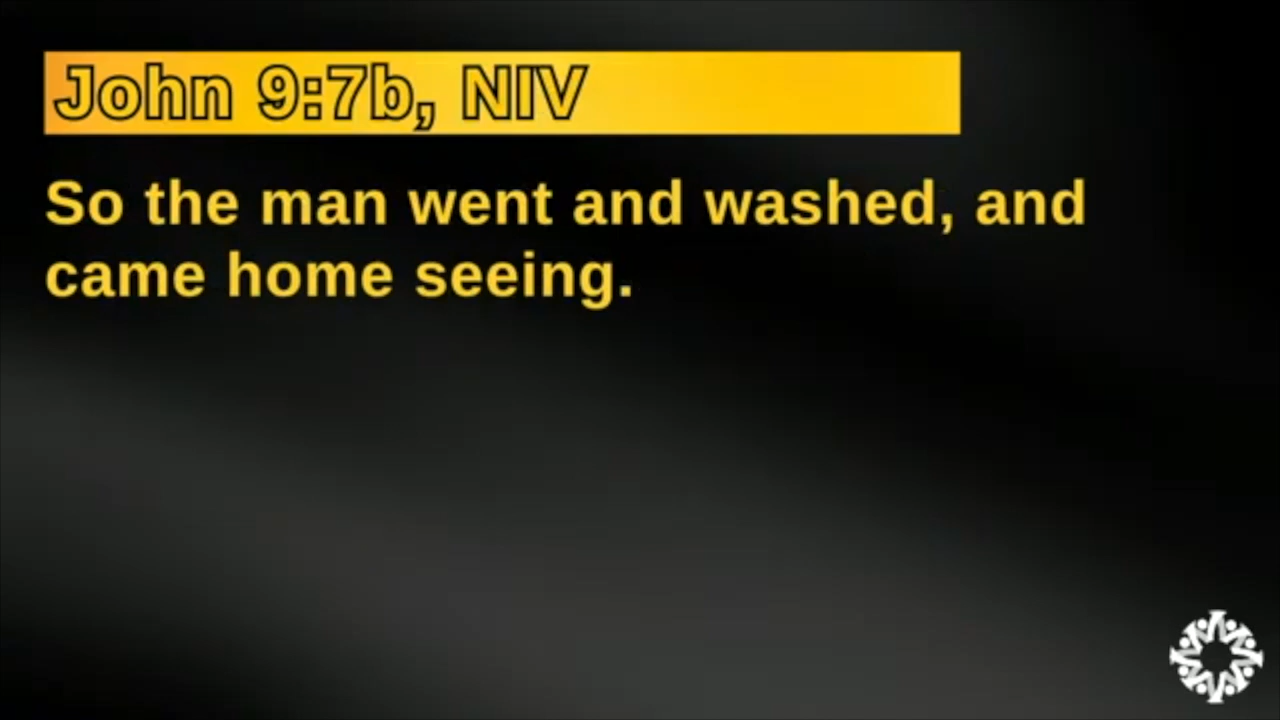 John 9:7b, NIV
So the man went and washed, and
came home seeing.